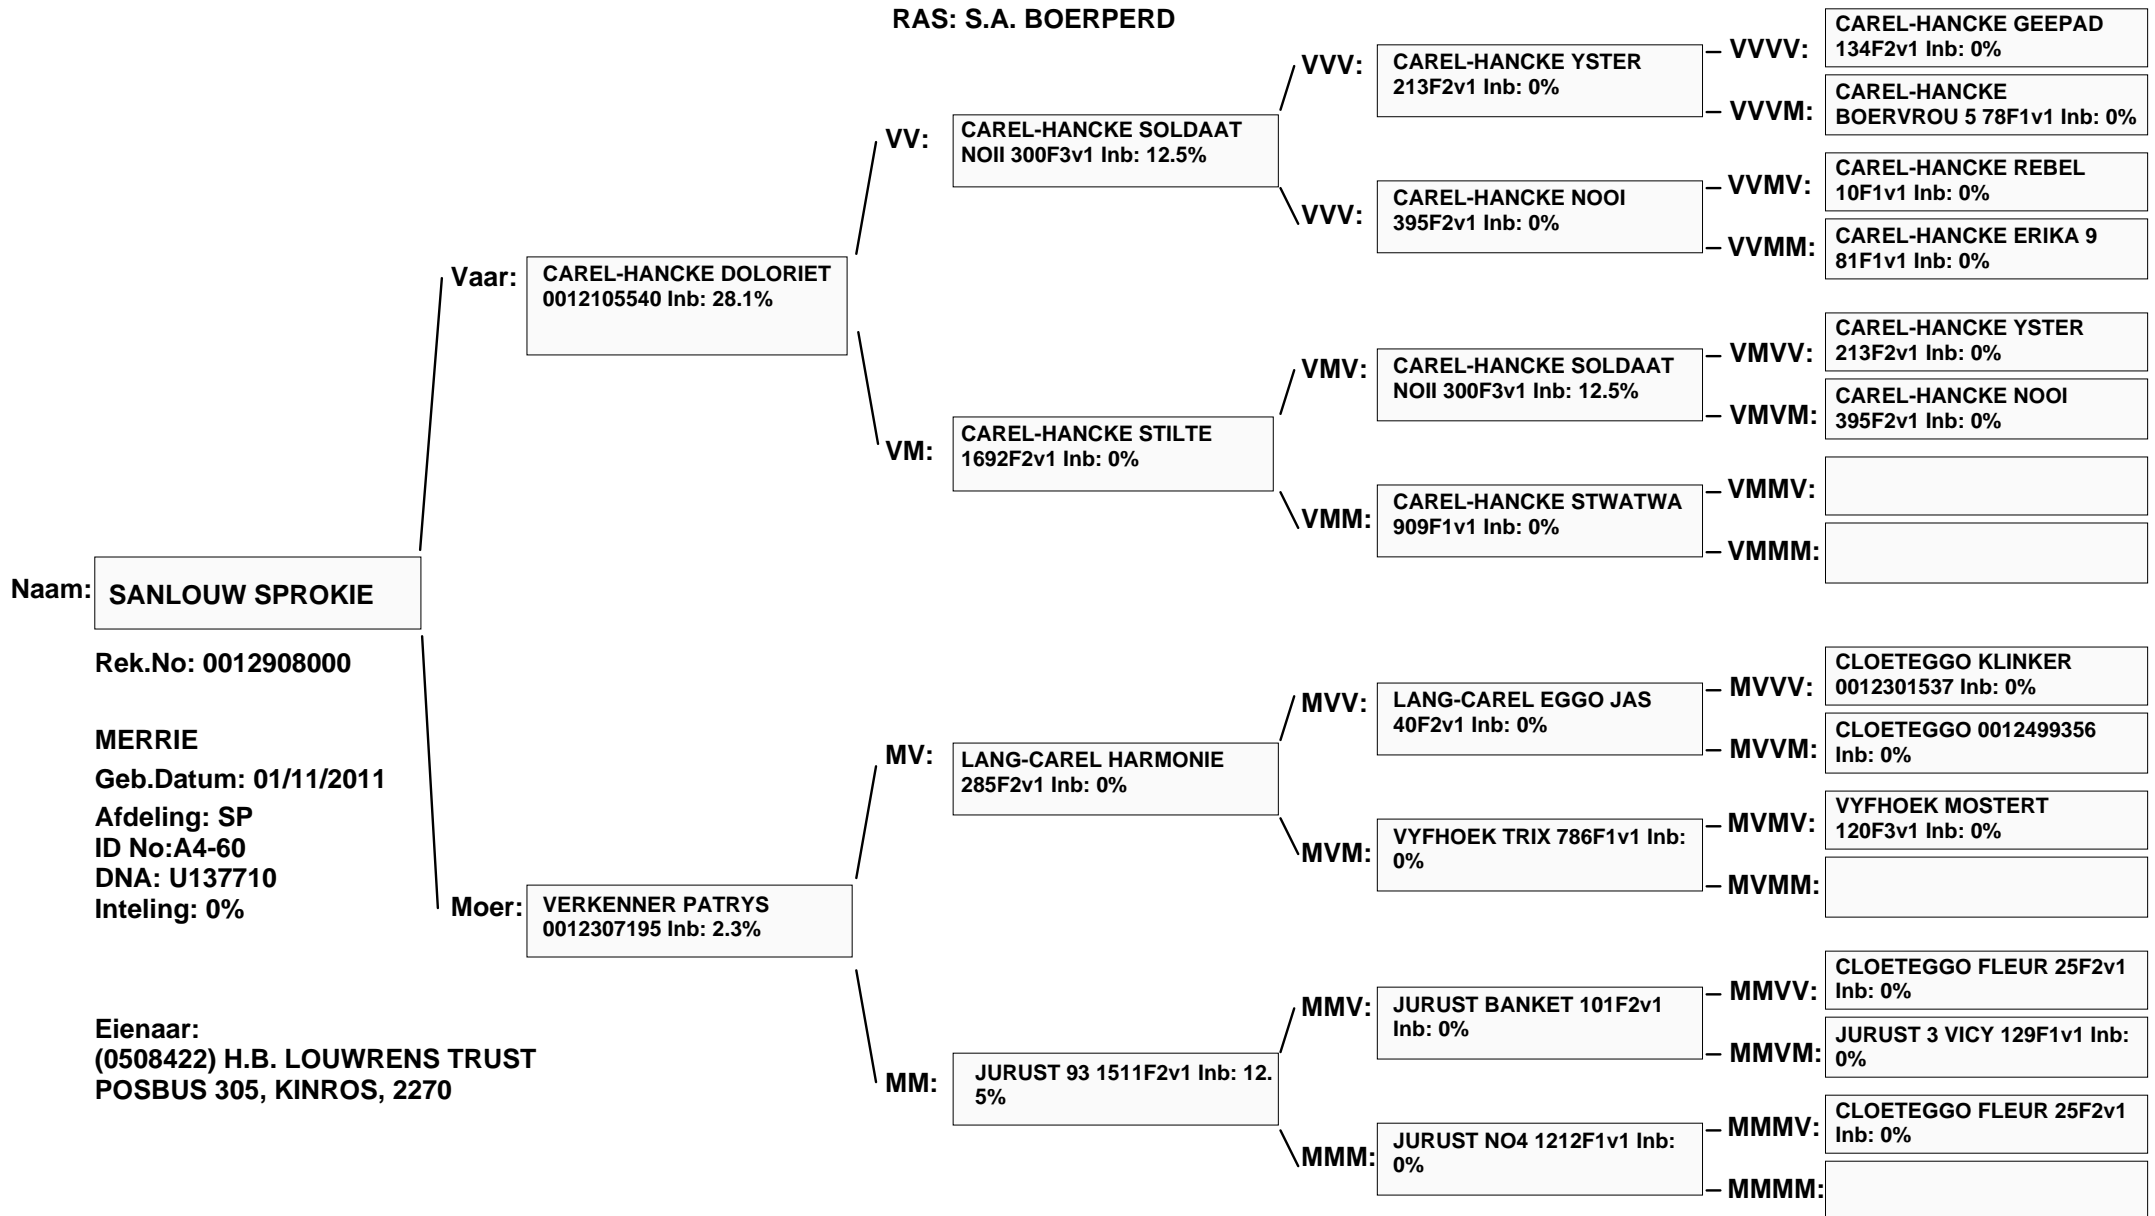 RAS: S.A. BOERPERD
Naam:
SANLOUW SPROKIE
Rek.No: 0012908000
MERRIE
Geb.Datum: 01/11/2011
Afdeling: SP
ID No:A4-60
DNA: U137710
Inteling: 0%
Eienaar:
(0508422) H.B. LOUWRENS TRUST
POSBUS 305, KINROS, 2270
Vaar:
CAREL-HANCKE DOLORIET
0012105540 Inb: 28.1%
Moer:
VERKENNER PATRYS
0012307195 Inb: 2.3%
VV:
CAREL-HANCKE SOLDAAT
NOII 300F3v1 Inb: 12.5%
VM:
CAREL-HANCKE STILTE
1692F2v1 Inb: 0%
MV:
LANG-CAREL HARMONIE
285F2v1 Inb: 0%
MM:
JURUST 93 1511F2v1 Inb: 12.
5%
VVV:
CAREL-HANCKE YSTER
213F2v1 Inb: 0%
VVV:
CAREL-HANCKE NOOI
395F2v1 Inb: 0%
VMV:
CAREL-HANCKE SOLDAAT
NOII 300F3v1 Inb: 12.5%
VMM:
CAREL-HANCKE STWATWA
909F1v1 Inb: 0%
MVV:
LANG-CAREL EGGO JAS
40F2v1 Inb: 0%
MVM:
VYFHOEK TRIX 786F1v1 Inb:
0%
MMV:
JURUST BANKET 101F2v1
Inb: 0%
MMM:
JURUST NO4 1212F1v1 Inb:
0%
VVVV:
CAREL-HANCKE GEEPAD
134F2v1 Inb: 0%
VVVM:
CAREL-HANCKE
BOERVROU 5 78F1v1 Inb: 0%
VVMV:
CAREL-HANCKE REBEL
10F1v1 Inb: 0%
VVMM:
CAREL-HANCKE ERIKA 9
81F1v1 Inb: 0%
VMVV:
CAREL-HANCKE YSTER
213F2v1 Inb: 0%
VMVM:
CAREL-HANCKE NOOI
395F2v1 Inb: 0%
VMMV:
VMMM:
MVVV:
CLOETEGGO KLINKER
0012301537 Inb: 0%
MVVM:
CLOETEGGO 0012499356
Inb: 0%
MVMV:
VYFHOEK MOSTERT
120F3v1 Inb: 0%
MVMM:
MMVV:
CLOETEGGO FLEUR 25F2v1
Inb: 0%
MMVM:
JURUST 3 VICY 129F1v1 Inb:
0%
MMMV:
CLOETEGGO FLEUR 25F2v1
Inb: 0%
MMMM: